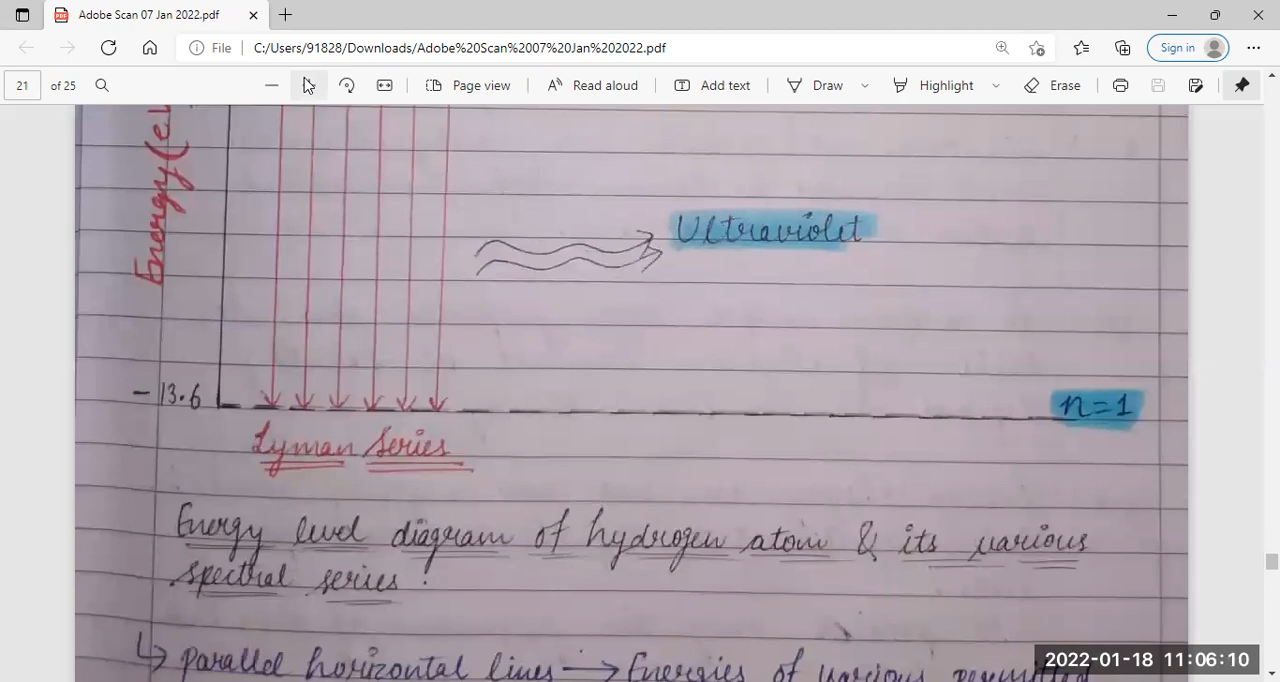 Adobe Scan 07 Jan 2022.pdf
File C:/Users/91828/Downloads/Adobe%20Scan%2007%20Jan%202022.pdf Sign in
21 of 25 Page view Read aloud Add text Draw Highlight Erase
Energy(e
Ultraviolet
-13.6
n=1
Lyman Series
Energy level diagram of hydrogen atom & its various
spectral series :
↳ parallel horizontal lines → Energies of various permitted
2022-01-18 11:06:10